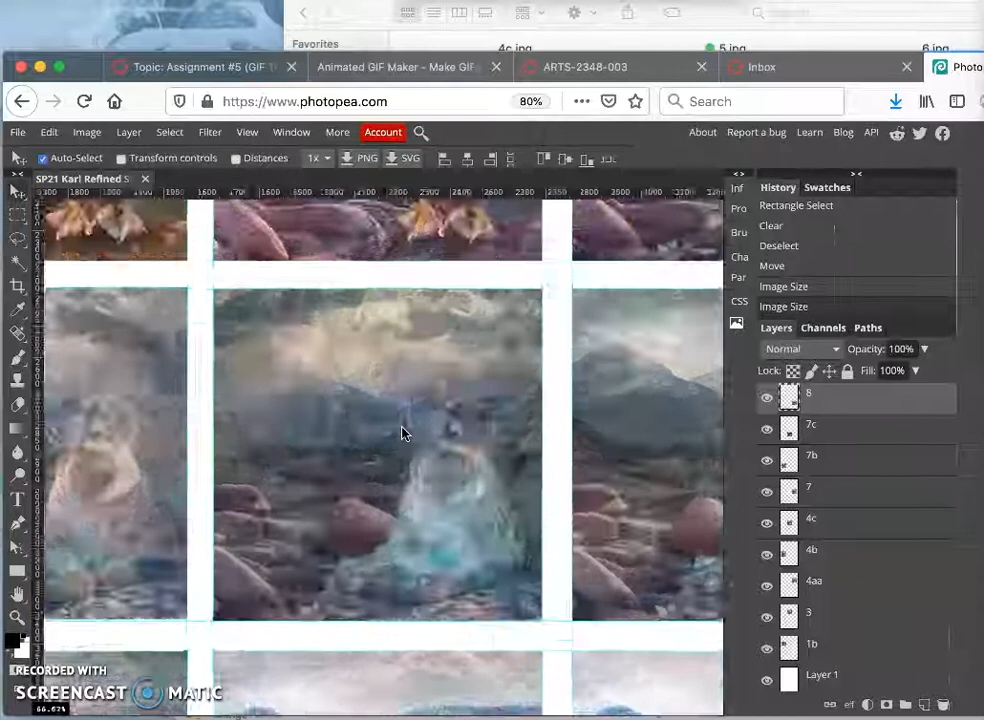 Favorites
4c.jpg 5.jpg 6.jpg
Topic: Assignment #5 (GIF Animated GIF Maker - Make GIF ARTS-2348-003 Inbox Photo
https://www.photopea.com 80% Search
File Edit Image Layer Select Filter View Window More Account About Report a bug Learn Blog API
Auto-Select Transform controls Distances 1x PNG SVG
SP21 Karl Refined S
Inf
Pro
Bru
Cha
Par
CSS
History Swatches
Rectangle Select
Clear
Deselect
Move
Image Size
Image Size
Layers Channels Paths
Normal Opacity: 100%
Lock: Fill: 100%
8
7c
7b
7
4c
4b
4aa
3
1b
Layer 1
eff
RECORDED WITH
SCREENCAST MATIC
66.67%